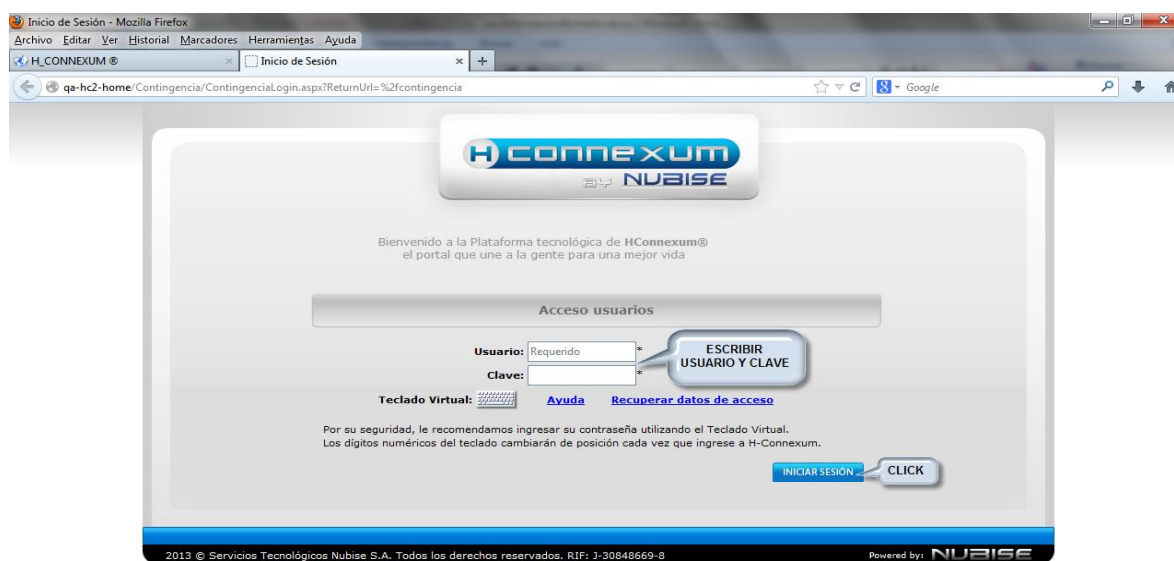 Inicio de Sesión - Mozilla Firefox
Archivo Editar Ver Historial Marcadores Herramientas Ayuda
H_CONNEXUM ®
Inicio de Sesión
qa-hc2-home/Contingencia/ContingenciaLogin.aspx?ReturnUrl=%2fcontingencia
Google
H connexum
BY NUBISE
Bienvenido a la Plataforma tecnológica de HConnexum®
el portal que une a la gente para una mejor vida
Acceso usuarios
Usuario: Requerido *
ESCRIBIR
USUARIO Y CLAVE
Clave: *
Teclado Virtual: Ayuda Recuperar datos de acceso
Por su seguridad, le recomendamos ingresar su contraseña utilizando el Teclado Virtual.
Los dígitos numéricos del teclado cambiarán de posición cada vez que ingrese a H-Connexum.
INICIAR SESIÓN
CLICK
2013 © Servicios Tecnológicos Nubise S.A. Todos los derechos reservados. RIF: J-30848669-8
Powered by: NUBISE